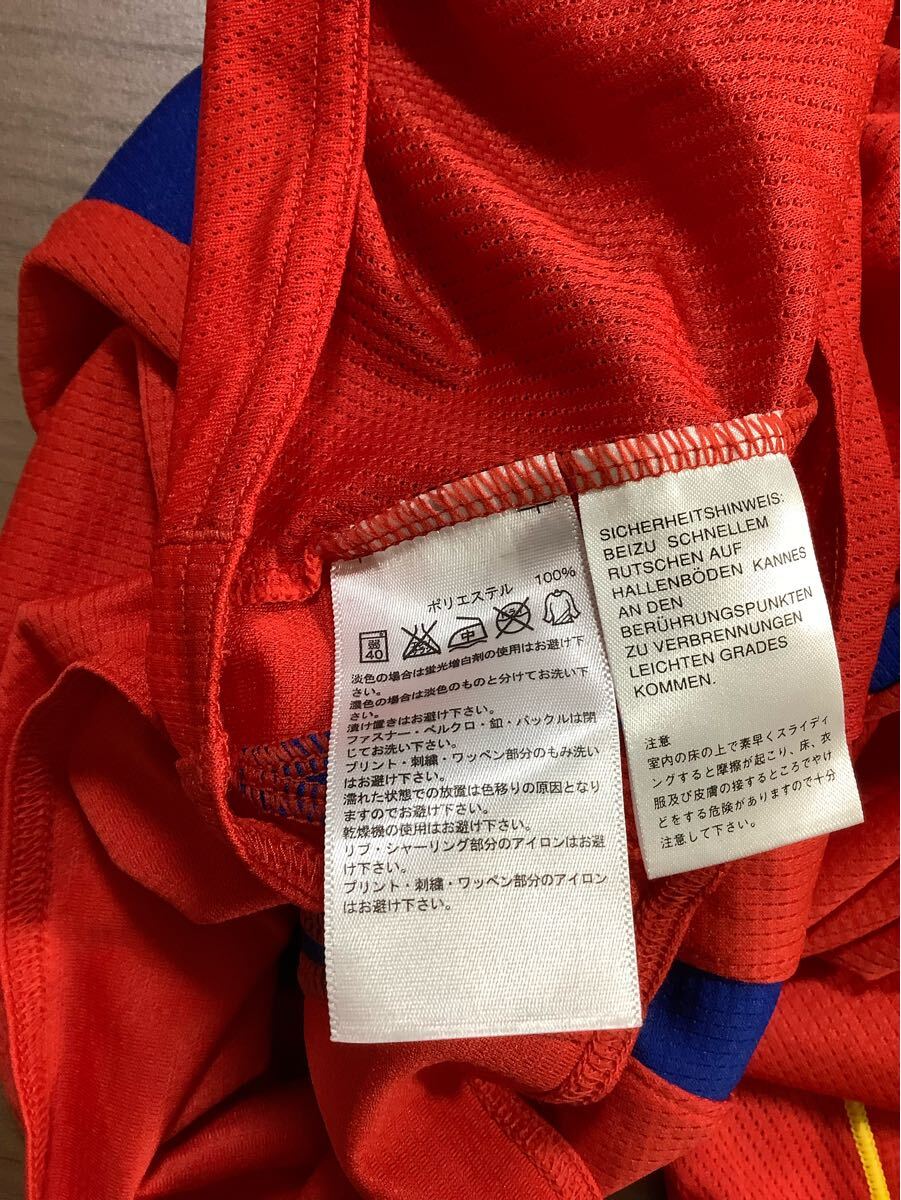 ポリエステル 100%
弱
40
中
淡色の場合は蛍光増白剤の使用はお避け下
さい。
濃色の場合は淡色のものと分けてお洗い下
さい。
漬け置きはお避け下さい。
ファスナー・ベルクロ・釦・バックルは閉
じてお洗い下さい。
プリント・刺繍・ワッペン部分のもみ洗い
はお避け下さい。
濡れた状態での放置は色移りの原因となり
ますのでお避け下さい。
乾燥機の使用はお避け下さい。
リブ・シャーリング部分のアイロンはお避
け下さい。
プリント・刺繍・ワッペン部分のアイロン
はお避け下さい。
SICHERHEITSHINWEIS:
BEIZU SCHNELLEM
RUTSCHEN AUF
HALLENBÖDEN KANNES
AN DEN
BERÜHRUNGSPUNKTEN
ZU VERBRENNUNGEN
LEICHTEN GRADES
KOMMEN.
注意
室内の床の上で素早くスライディ
ングすると摩擦が起こり、床、衣
服及び皮膚の接するところでやけ
どをする危険がありますので十分
注意して下さい。